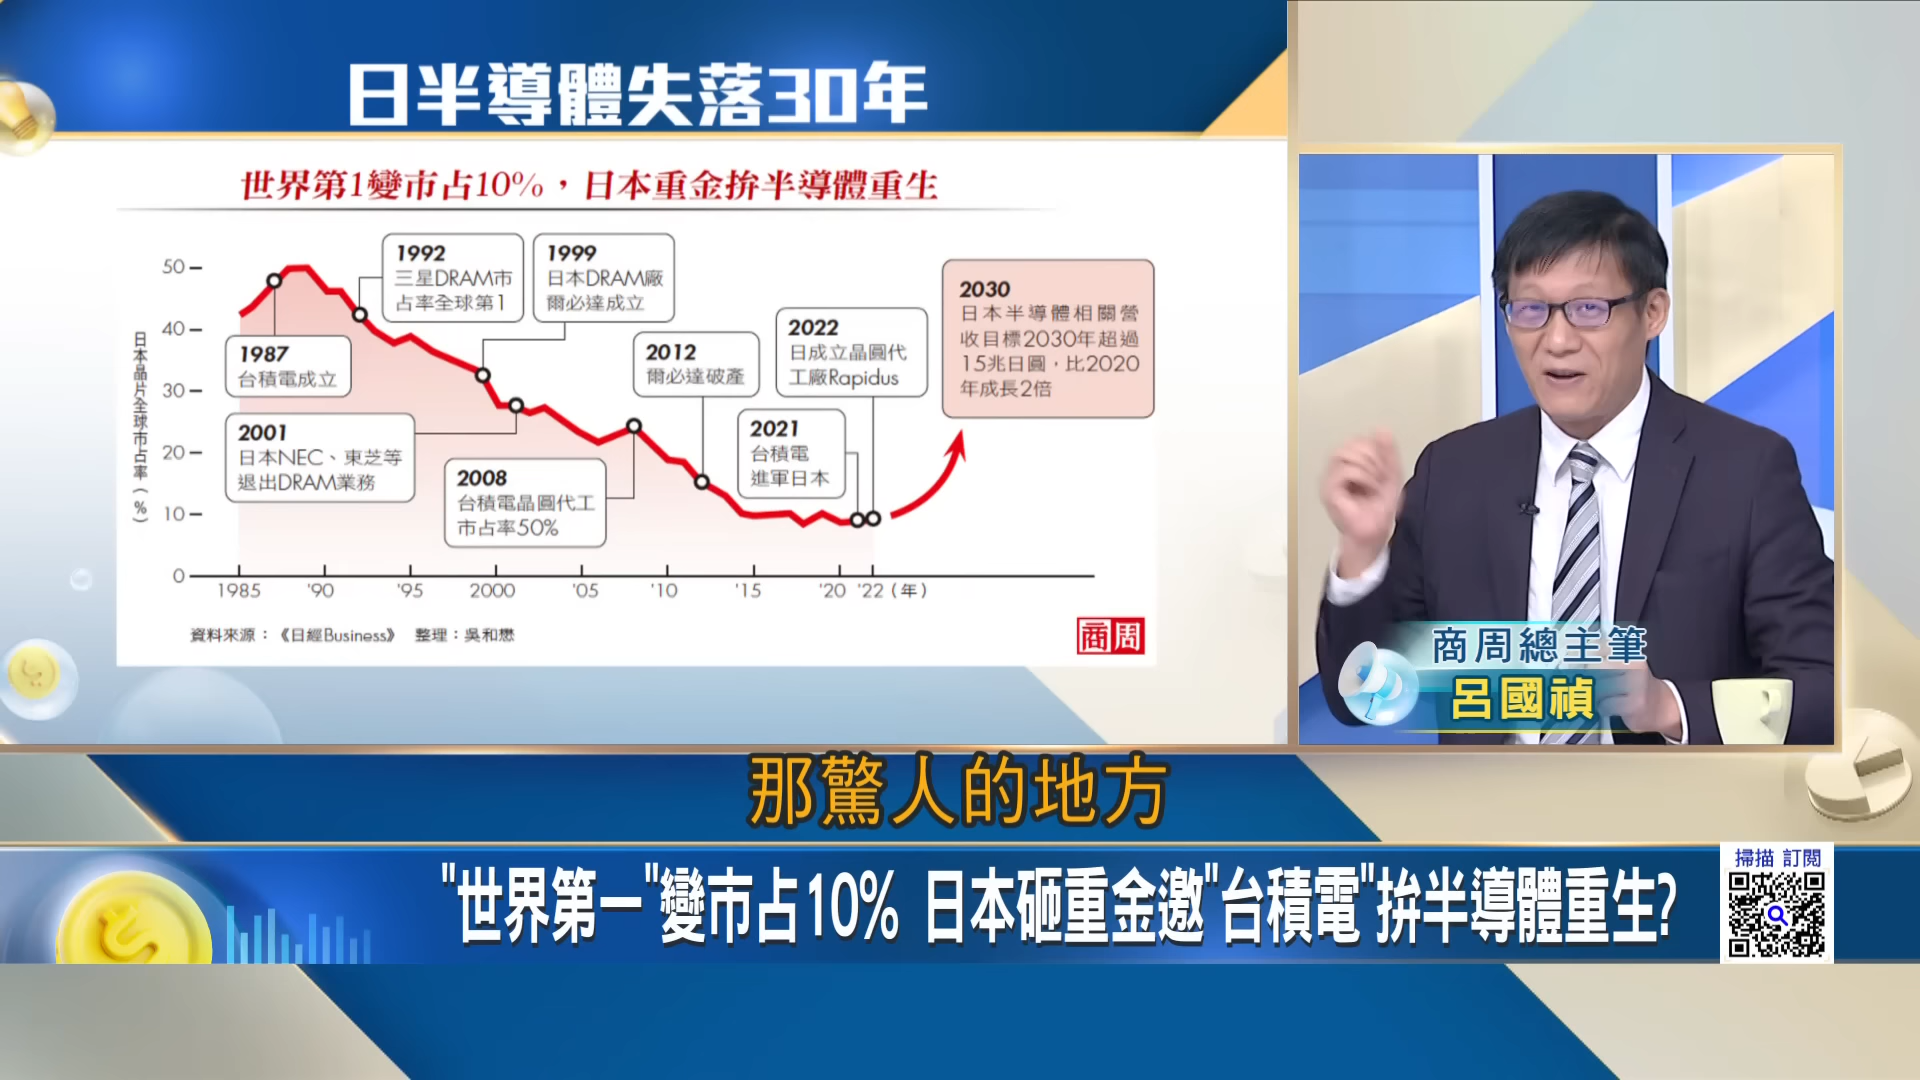 日半導體失落30年
世界第1變市占10%，日本重金拚半導體重生
日本晶片全球市占率（%）
50
40
30
20
10
0
1987
台積電成立
1992
三星DRAM市
占率全球第1
1999
日本DRAM廠
爾必達成立
2001
日本NEC、東芝等
退出DRAM業務
2008
台積電晶圓代工
市占率50%
2012
爾必達破產
2021
台積電
進軍日本
2022
日成立晶圓代
工廠Rapidus
2030
日本半導體相關營
收目標2030年超過
15兆日圓，比2020
年成長2倍
1985 '90 '95 2000 '05 '10 '15 '20 '22（年）
資料來源：《日經Business》 整理：吳和懋
商周
商周總主筆
呂國禎
那驚人的地方
"世界第一"變市占10% 日本砸重金邀"台積電"拚半導體重生?
掃描 訂閱